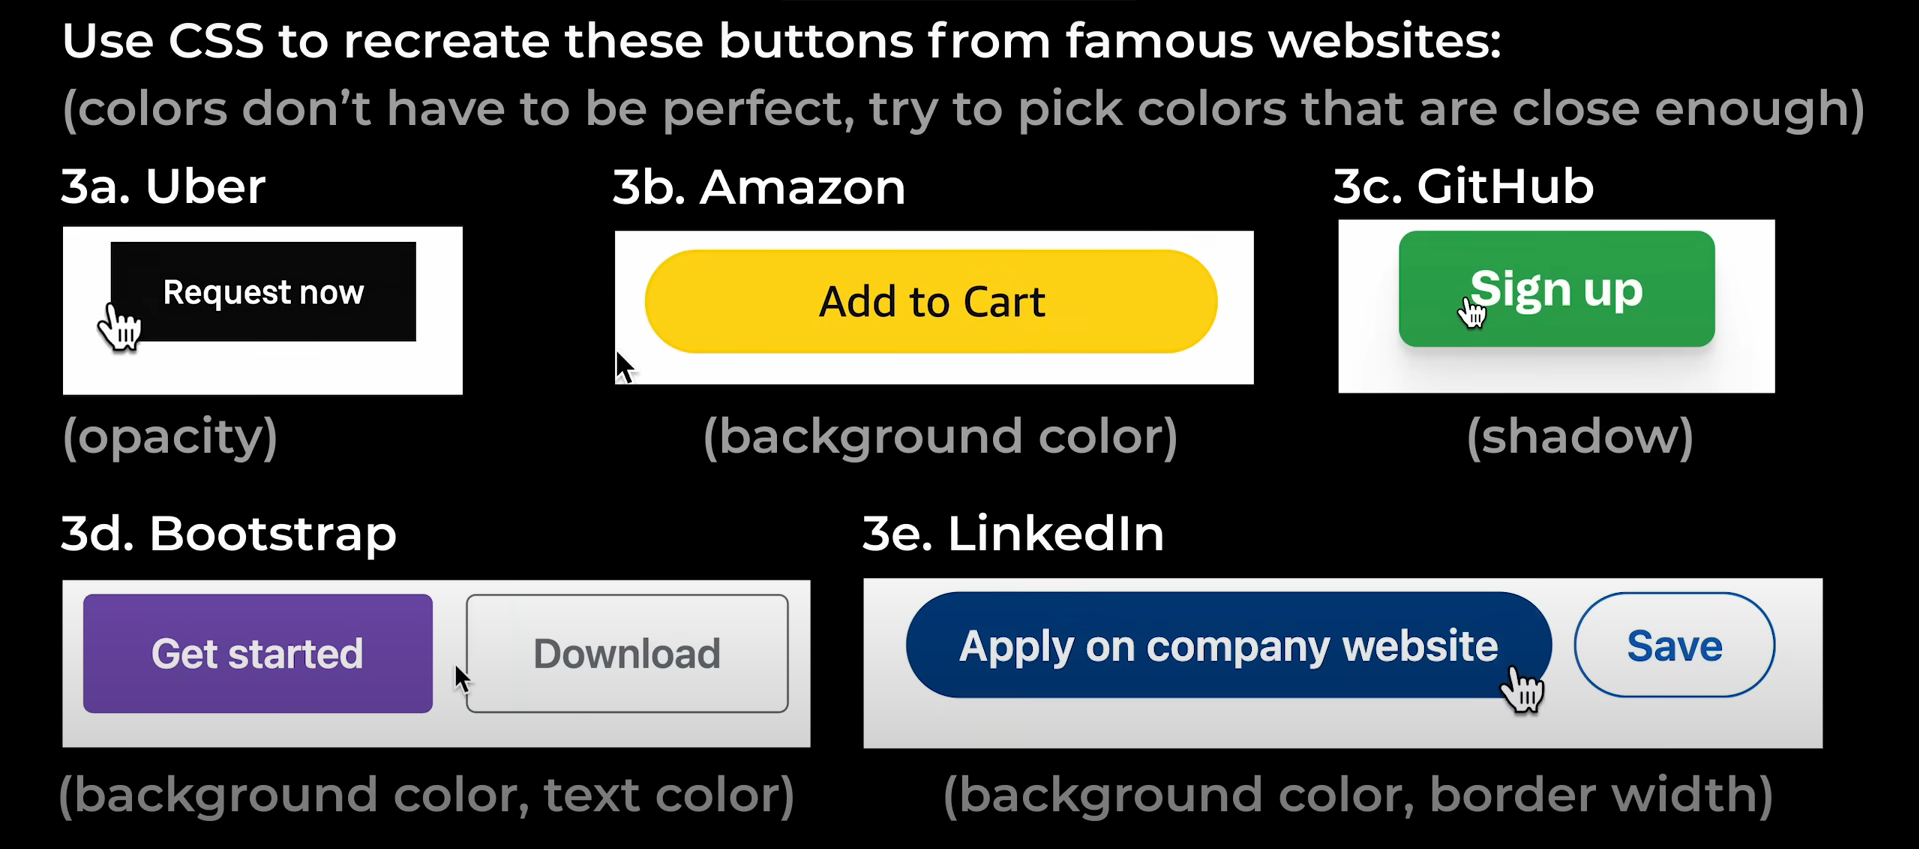 Use CSS to recreate these buttons from famous websites:
(colors don’t have to be perfect, try to pick colors that are close enough)
3a. Uber
3b. Amazon
3c. GitHub
Request now
Add to Cart
Sign up
(opacity)
(background color)
(shadow)
3d. Bootstrap
3e. LinkedIn
Get started
Download
Apply on company website
Save
(background color, text color)
(background color, border width)